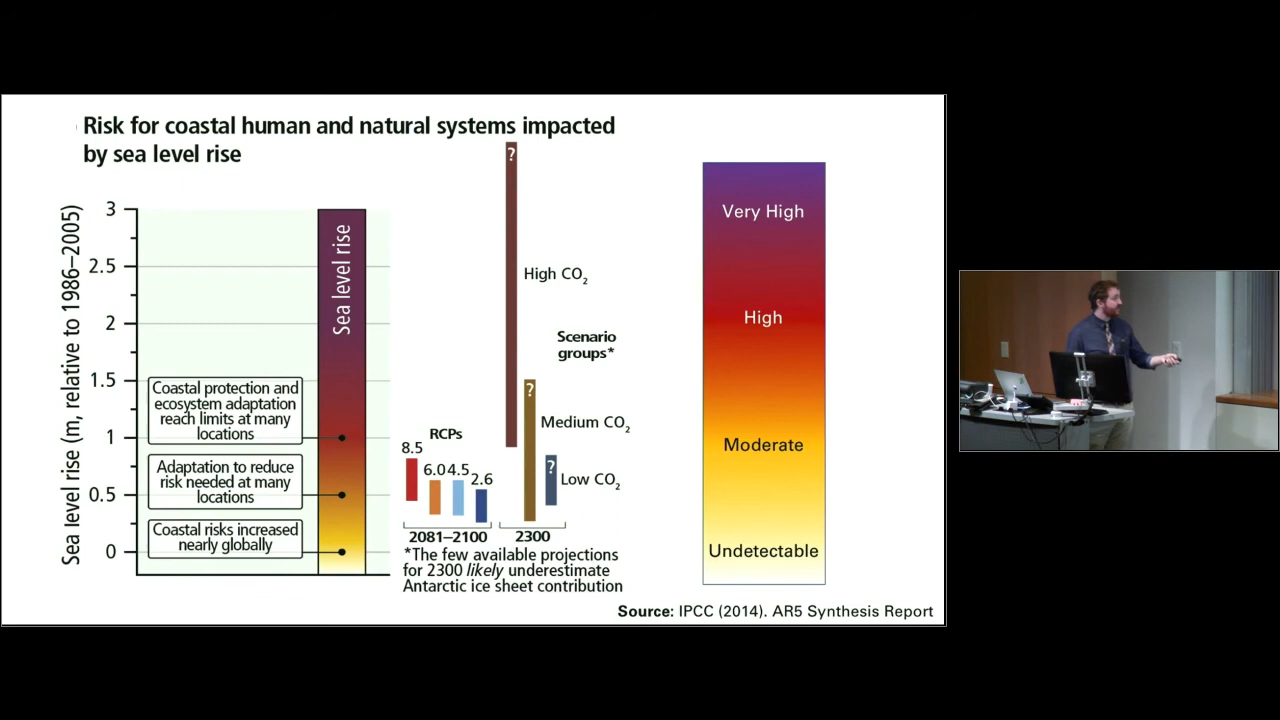 Risk for coastal human and natural systems impacted
by sea level rise
Sea level rise (m, relative to 1986–2005)
3
2.5
2
1.5
1
0.5
0
Sea level rise
Coastal protection and
ecosystem adaptation
reach limits at many
locations
Adaptation to reduce
risk needed at many
locations
Coastal risks increased
nearly globally
RCPs
8.5
6.0
4.5
2.6
2081–2100
?
High CO₂
Scenario
groups*
?
Medium CO₂
?
Low CO₂
2300
*The few available projections
for 2300 likely underestimate
Antarctic ice sheet contribution
Very High
High
Moderate
Undetectable
Source: IPCC (2014). AR5 Synthesis Report